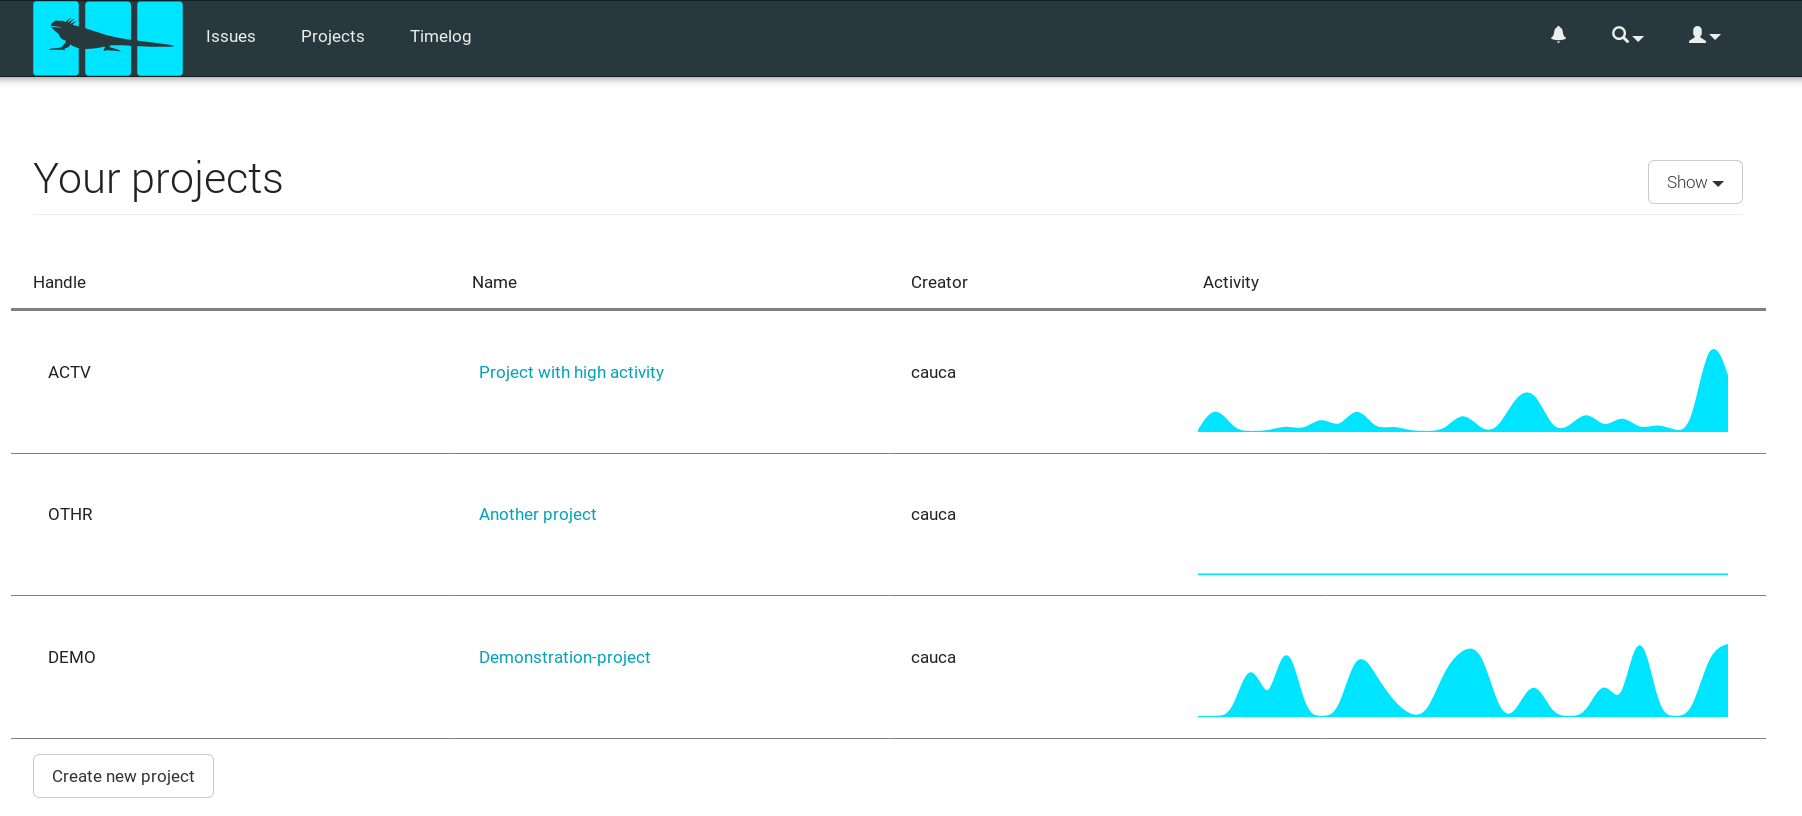 Issues Projects Timelog
Your projects
Show
Handle Name Creator Activity
ACTV Project with high activity cauca
OTHR Another project cauca
DEMO Demonstration-project cauca
Create new project